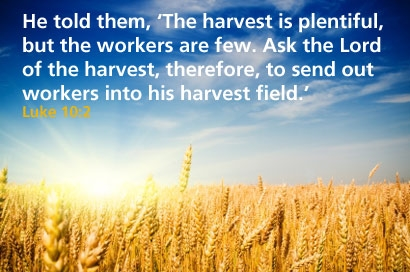 He told them, ‘The harvest is plentiful,
but the workers are few. Ask the Lord
of the harvest, therefore, to send out
workers into his harvest field.’
Luke 10:2